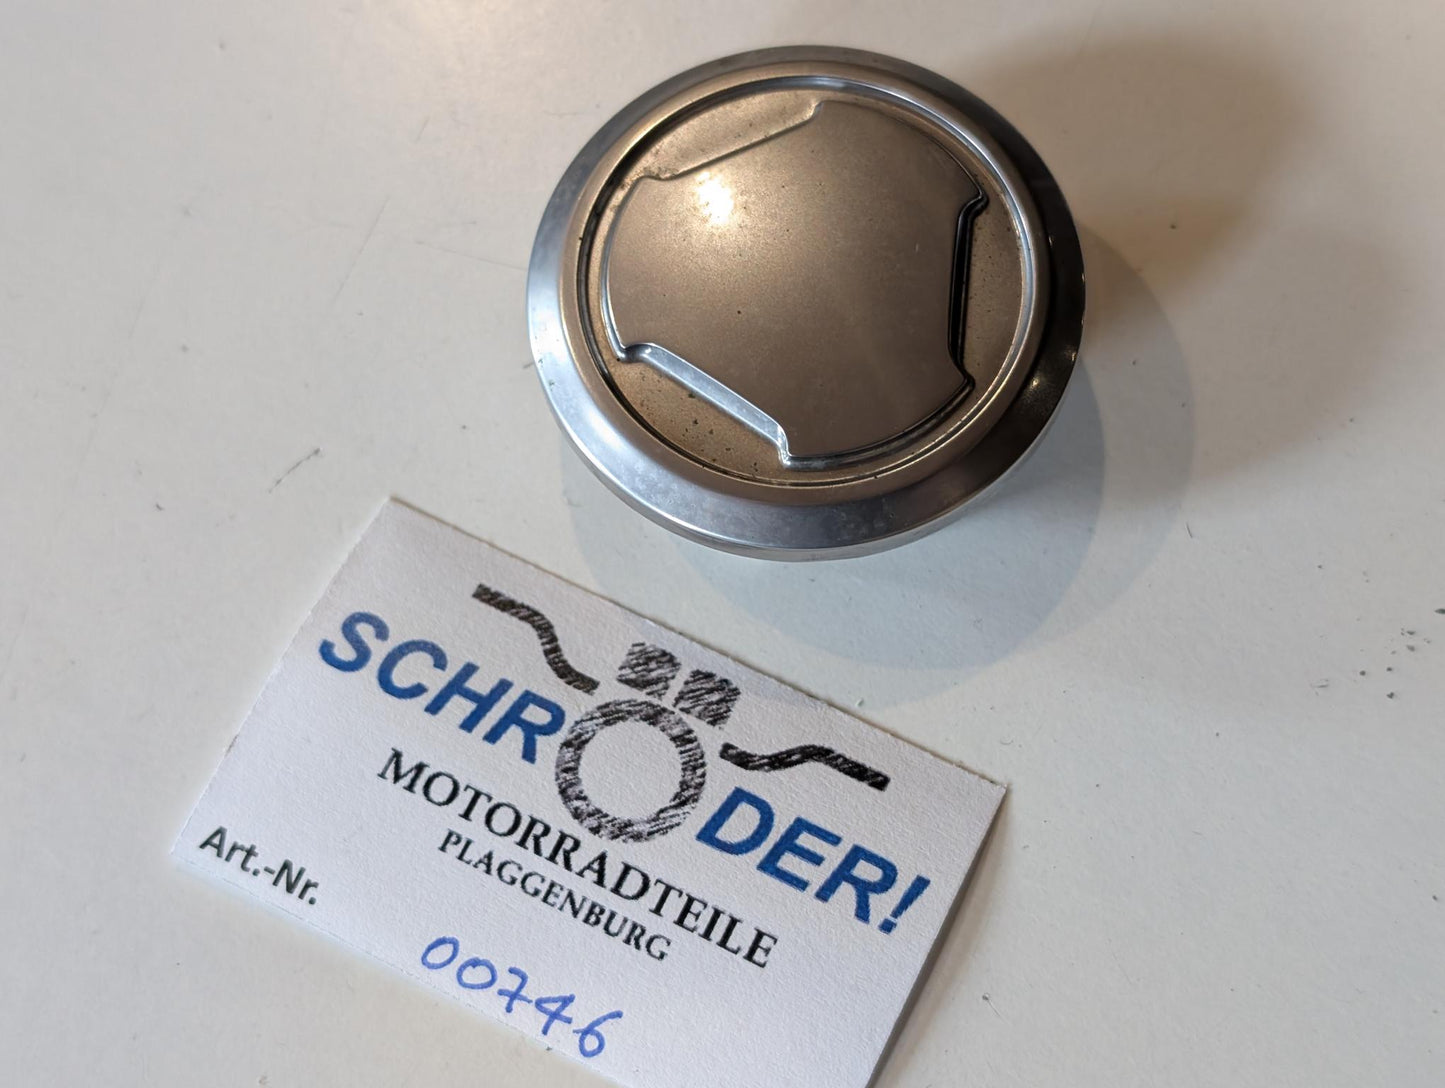 SCHRÖDER!
MOTORRADTEILE
PLAGGENBURG
Art.-Nr.
00746